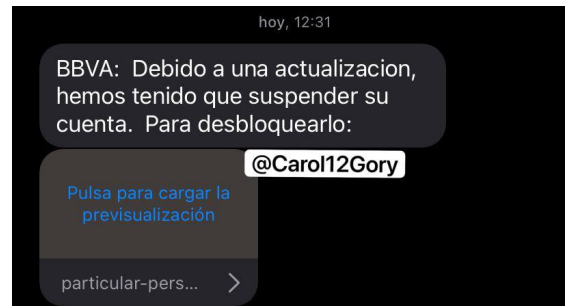 hoy, 12:31
BBVA:  Debido a una actualizacion,
hemos tenido que suspender su
cuenta.  Para desbloquearlo:
@Carol12Gory
Pulsa para cargar la
previsualización
particular-pers...